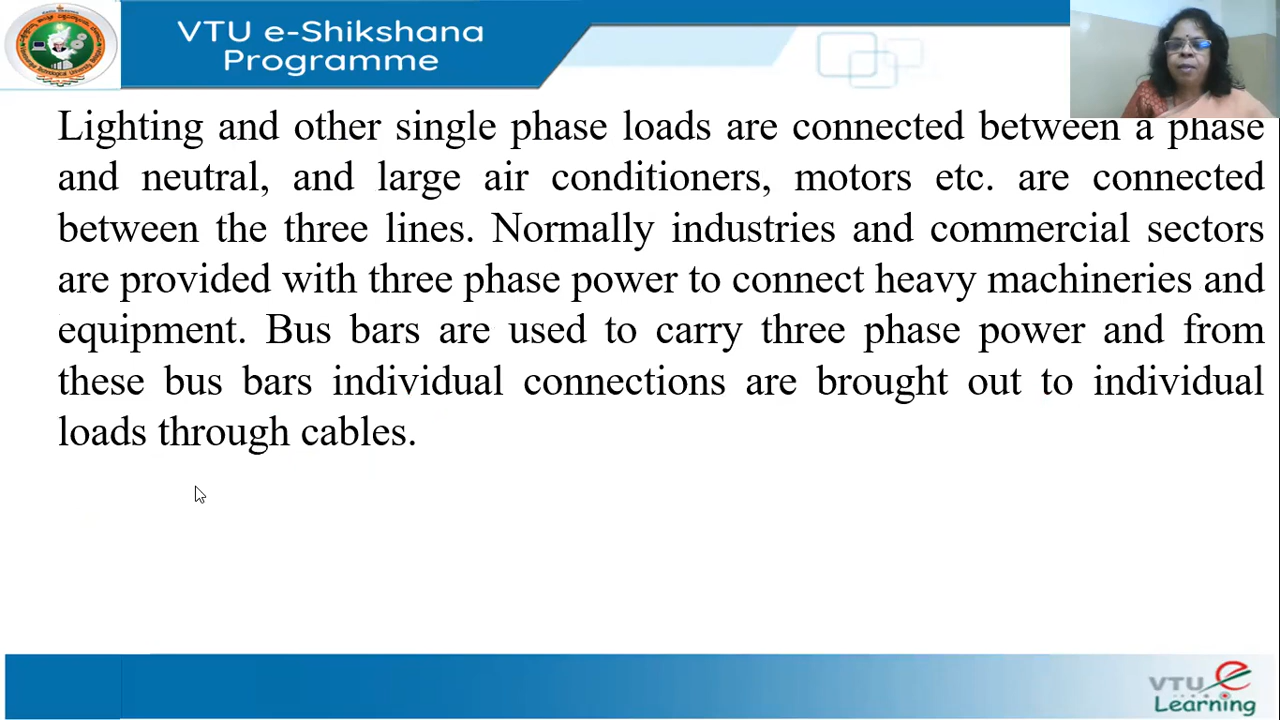 VTU e-Shikshana
Programme
Lighting and other single phase loads are connected between a phase
and neutral, and large air conditioners, motors etc. are connected
between the three lines. Normally industries and commercial sectors
are provided with three phase power to connect heavy machineries and
equipment. Bus bars are used to carry three phase power and from
these bus bars individual connections are brought out to individual
loads through cables.
VTU e
Learning